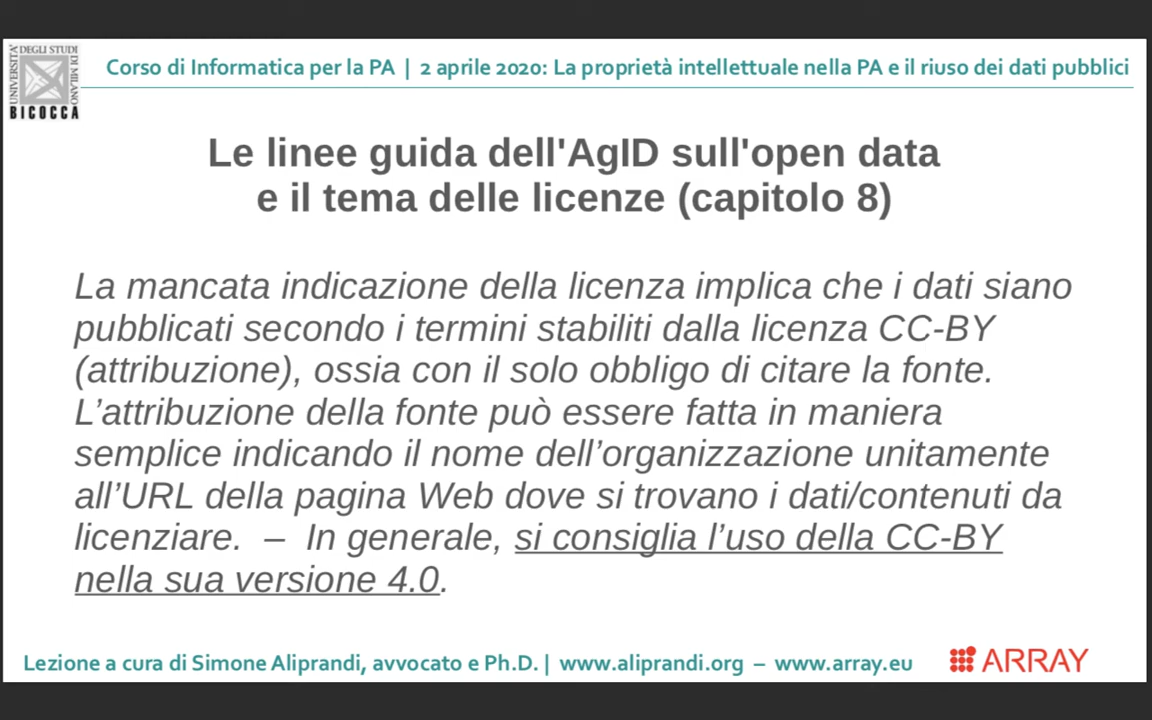 UNIVERSITA'
DEGLI STUDI
DI MILANO
BICOCCA
Corso di Informatica per la PA | 2 aprile 2020: La proprietà intellettuale nella PA e il riuso dei dati pubblici
Le linee guida dell'AgID sull'open data
e il tema delle licenze (capitolo 8)
La mancata indicazione della licenza implica che i dati siano
pubblicati secondo i termini stabiliti dalla licenza CC-BY
(attribuzione), ossia con il solo obbligo di citare la fonte.
L’attribuzione della fonte può essere fatta in maniera
semplice indicando il nome dell’organizzazione unitamente
all’URL della pagina Web dove si trovano i dati/contenuti da
licenziare. – In generale, si consiglia l’uso della CC-BY
nella sua versione 4.0.
Lezione a cura di Simone Aliprandi, avvocato e Ph.D. | www.aliprandi.org – www.array.eu
ARRAY